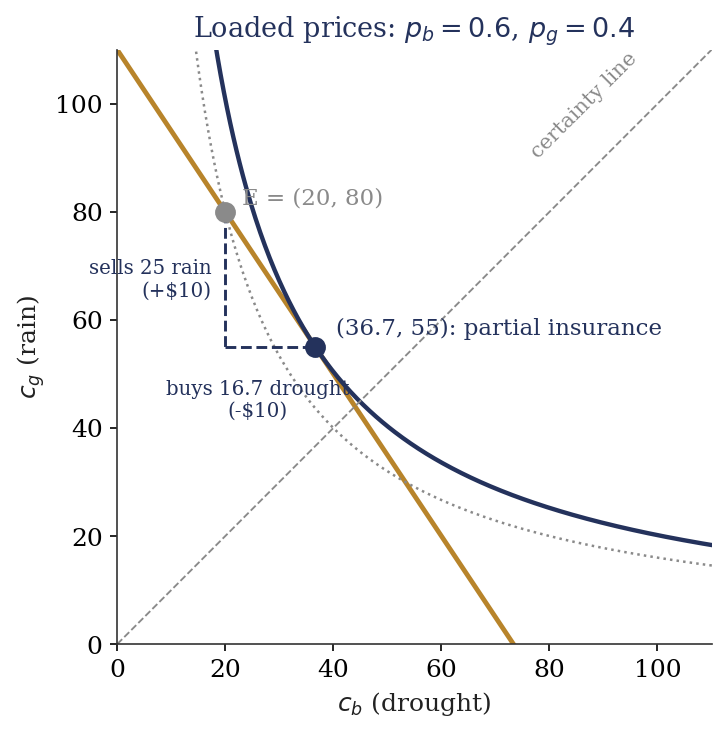 Loaded prices: p_b = 0.6, p_g = 0.4
certainty line
100
E = (20, 80)
80
sells 25 rain
(+$10)
(36.7, 55): partial insurance
60
c_g (rain)
buys 16.7 drought
(-$10)
40
20
0
0 20 40 60 80 100
c_b (drought)